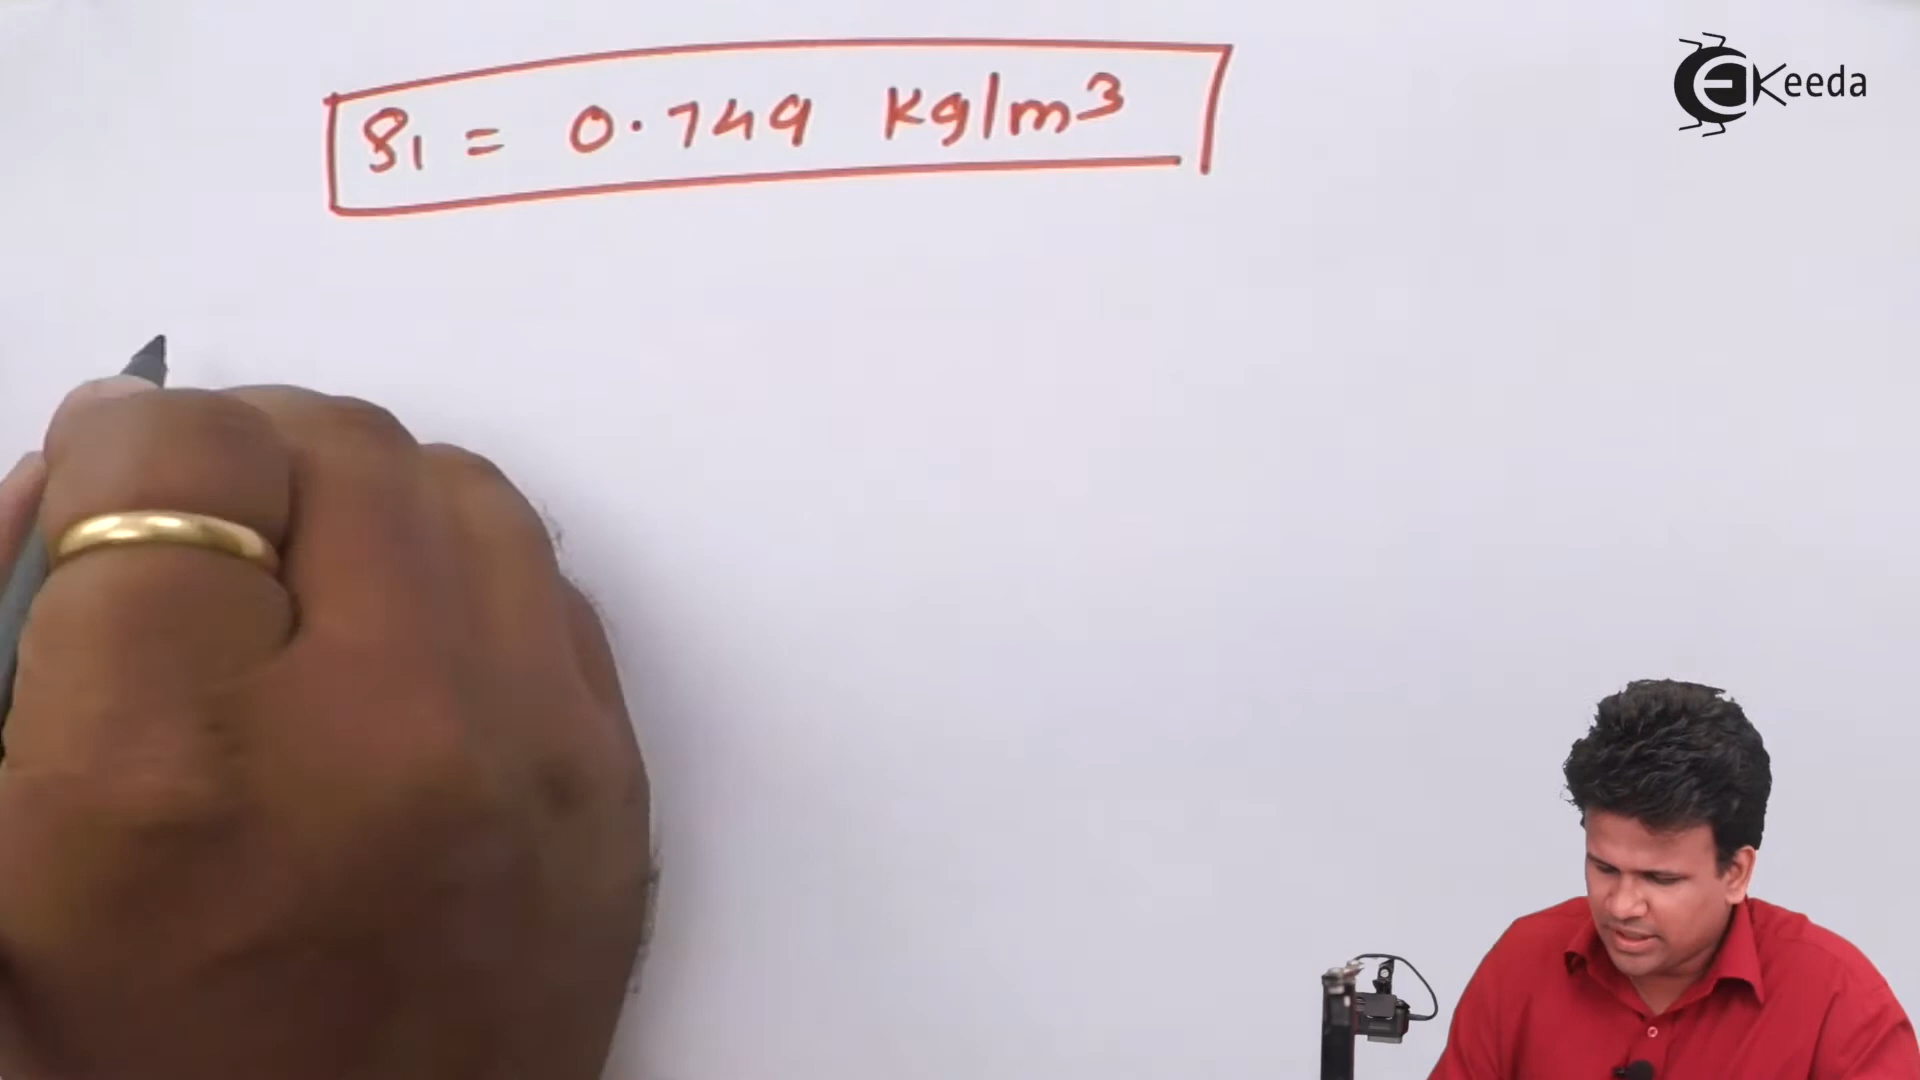 ρ1 = 0.749 kg/m³
EKeeda